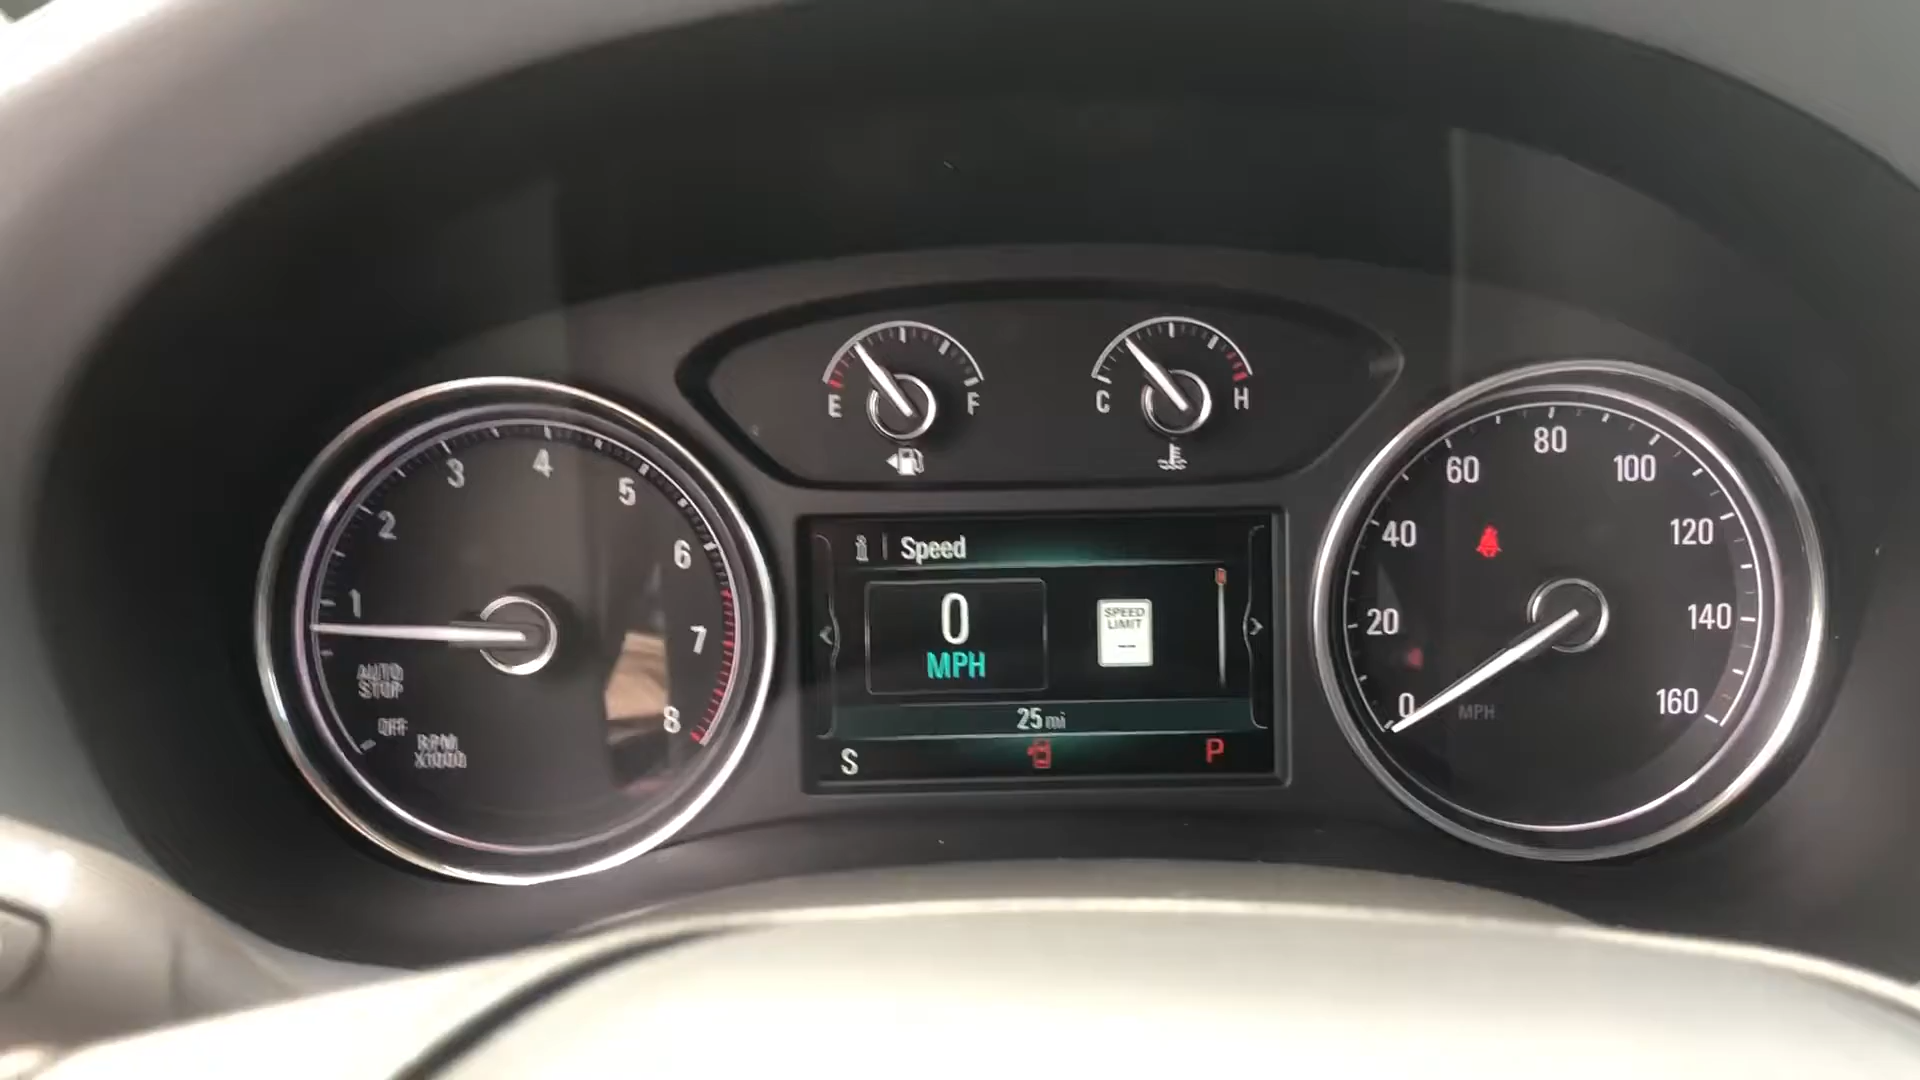 E F
C H
1
2
3
4
5
6
7
8
AUTO
STOP
OFF
RPM
X1000
i Speed
0
MPH
SPEED
LIMIT
--
25 mi
S P
0
20
40
60
80
100
120
140
160
MPH